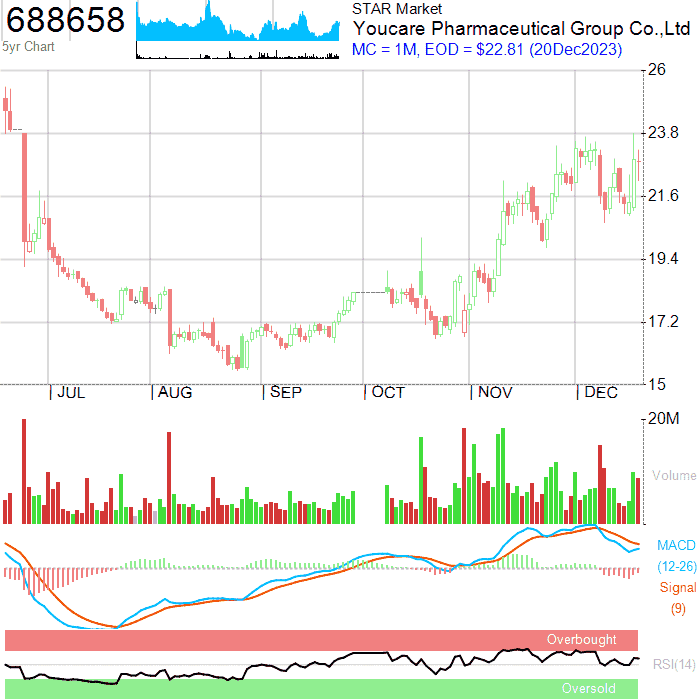 688658
5yr Chart
STAR Market
Youcare Pharmaceutical Group Co.,Ltd
MC = 1M, EOD = $22.81 (20Dec2023)
26
23.8
21.6
19.4
17.2
15
JUL
AUG
SEP
OCT
NOV
DEC
20M
Volume
MACD
(12-26)
Signal
(9)
Overbought
RSI(14)
Oversold